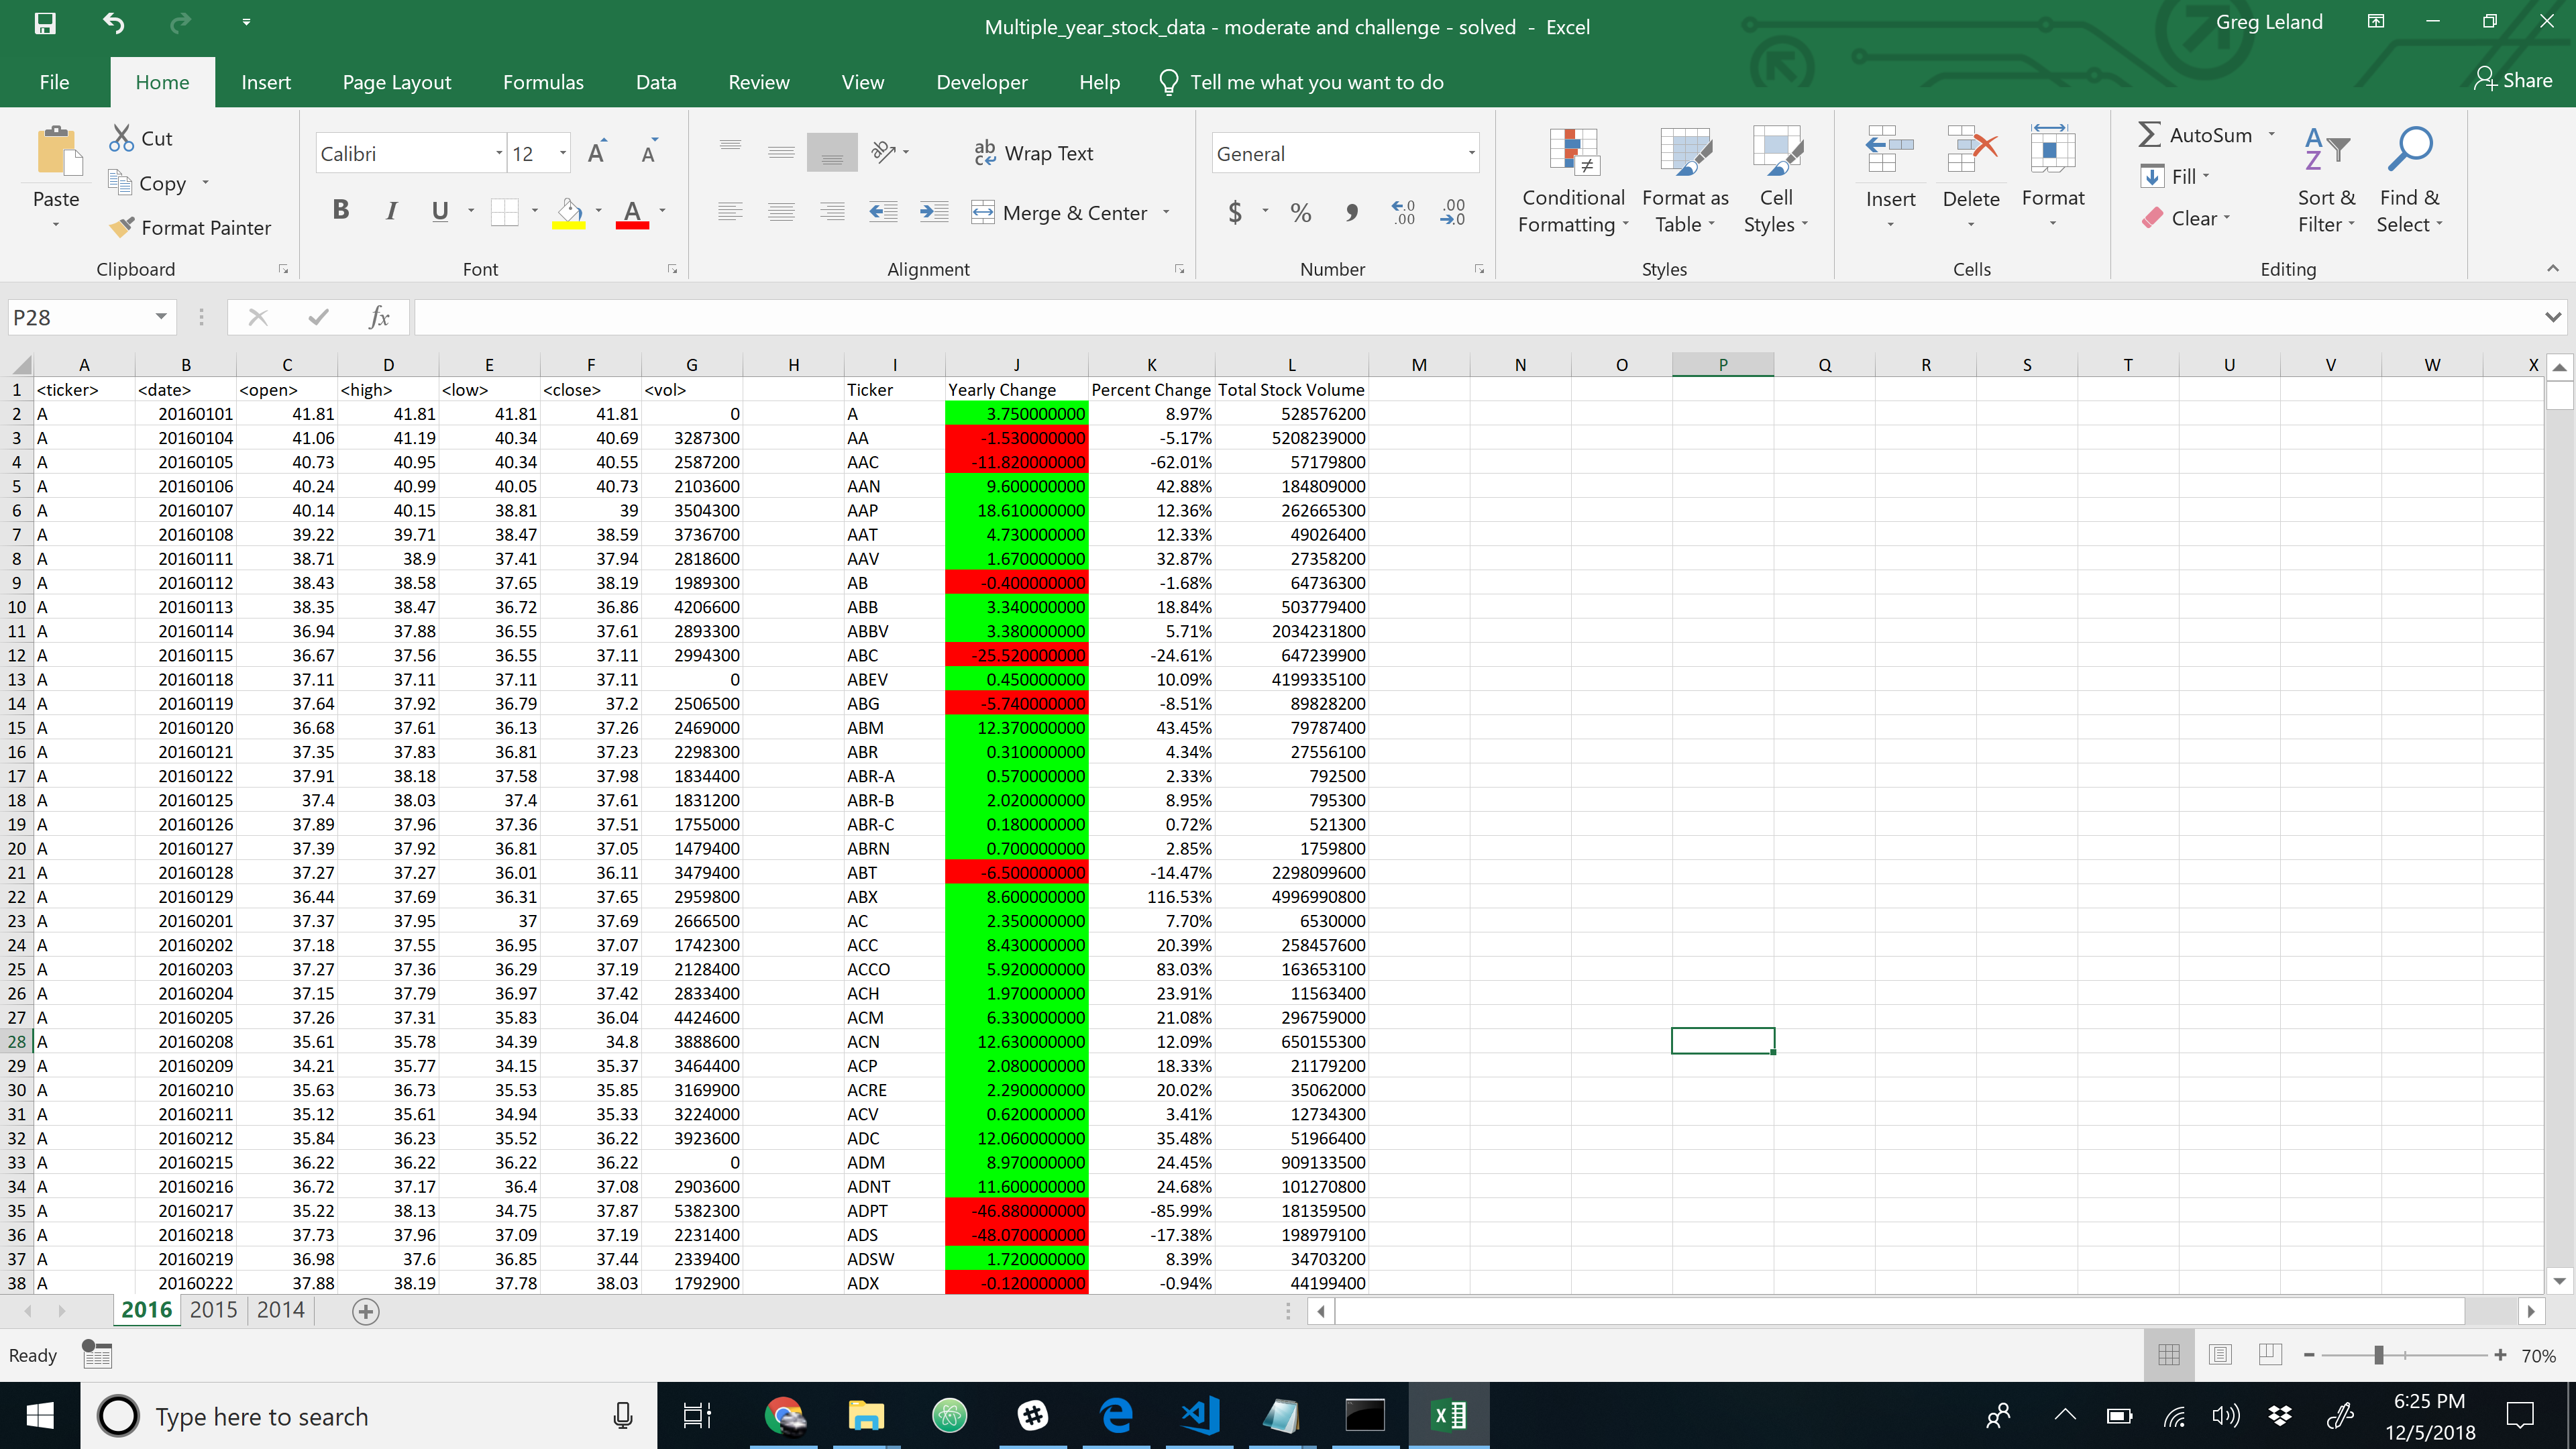 Multiple_year_stock_data - moderate and challenge - solved - Excel
Greg Leland
File Home Insert Page Layout Formulas Data Review View Developer Help Tell me what you want to do Share
Paste Cut Copy Format Painter Clipboard
Calibri 12 A A B I U A Font
ab Wrap Text Merge & Center Alignment
General $ % , .0 .00 .00 .0 Number
Conditional Formatting Format as Table Cell Styles Styles
Insert Delete Format Cells
AutoSum Fill Clear Sort & Filter Find & Select Editing
P28 fx
A B C D E F G H I J K L M N O P Q R S T U V W X
1 <ticker> <date> <open> <high> <low> <close> <vol> Ticker Yearly Change Percent Change Total Stock Volume
2 A 20160101 41.81 41.81 41.81 41.81 0 A 3.750000000 8.97% 528576200
3 A 20160104 41.06 41.19 40.34 40.69 3287300 AA -1.530000000 -5.17% 5208239000
4 A 20160105 40.73 40.95 40.34 40.55 2587200 AAC -11.820000000 -62.01% 57179800
5 A 20160106 40.24 40.99 40.05 40.73 2103600 AAN 9.600000000 42.88% 184809000
6 A 20160107 40.14 40.15 38.81 39 3504300 AAP 18.610000000 12.36% 262665300
7 A 20160108 39.22 39.71 38.47 38.59 3736700 AAT 4.730000000 12.33% 49026400
8 A 20160111 38.71 38.9 37.41 37.94 2818600 AAV 1.670000000 32.87% 27358200
9 A 20160112 38.43 38.58 37.65 38.19 1989300 AB -0.400000000 -1.68% 64736300
10 A 20160113 38.35 38.47 36.72 36.86 4206600 ABB 3.340000000 18.84% 503779400
11 A 20160114 36.94 37.88 36.55 37.61 2893300 ABBV 3.380000000 5.71% 2034231800
12 A 20160115 36.67 37.56 36.55 37.11 2994300 ABC -25.520000000 -24.61% 647239900
13 A 20160118 37.11 37.11 37.11 37.11 0 ABEV 0.450000000 10.09% 4199335100
14 A 20160119 37.64 37.92 36.79 37.2 2506500 ABG -5.740000000 -8.51% 89828200
15 A 20160120 36.68 37.61 36.13 37.26 2469000 ABM 12.370000000 43.45% 79787400
16 A 20160121 37.35 37.83 36.81 37.23 2298300 ABR 0.310000000 4.34% 27556100
17 A 20160122 37.91 38.18 37.58 37.98 1834400 ABR-A 0.570000000 2.33% 792500
18 A 20160125 37.4 38.03 37.4 37.61 1831200 ABR-B 2.020000000 8.95% 795300
19 A 20160126 37.89 37.96 37.36 37.51 1755000 ABR-C 0.180000000 0.72% 521300
20 A 20160127 37.39 37.92 36.81 37.05 1479400 ABRN 0.700000000 2.85% 1759800
21 A 20160128 37.27 37.27 36.01 36.11 3479400 ABT -6.500000000 -14.47% 2298099600
22 A 20160129 36.44 37.69 36.31 37.65 2959800 ABX 8.600000000 116.53% 4996990800
23 A 20160201 37.37 37.95 37 37.69 2666500 AC 2.350000000 7.70% 6530000
24 A 20160202 37.18 37.55 36.95 37.07 1742300 ACC 8.430000000 20.39% 258457600
25 A 20160203 37.27 37.36 36.29 37.19 2128400 ACCO 5.920000000 83.03% 163653100
26 A 20160204 37.15 37.79 36.97 37.42 2833400 ACH 1.970000000 23.91% 11563400
27 A 20160205 37.26 37.31 35.83 36.04 4424600 ACM 6.330000000 21.08% 296759000
28 A 20160208 35.61 35.78 34.39 34.8 3888600 ACN 12.630000000 12.09% 650155300
29 A 20160209 34.21 35.77 34.15 35.37 3464400 ACP 2.080000000 18.33% 21179200
30 A 20160210 35.63 36.73 35.53 35.85 3169900 ACRE 2.290000000 20.02% 35062000
31 A 20160211 35.12 35.61 34.94 35.33 3224000 ACV 0.620000000 3.41% 12734300
32 A 20160212 35.84 36.23 35.52 36.22 3923600 ADC 12.060000000 35.48% 51966400
33 A 20160215 36.22 36.22 36.22 36.22 0 ADM 8.970000000 24.45% 909133500
34 A 20160216 36.72 37.17 36.4 37.08 2903600 ADNT 11.600000000 24.68% 101270800
35 A 20160217 35.22 38.13 34.75 37.87 5382300 ADPT -46.880000000 -85.99% 181359500
36 A 20160218 37.73 37.96 37.09 37.19 2231400 ADS -48.070000000 -17.38% 198979100
37 A 20160219 36.98 37.6 36.85 37.44 2339400 ADSW 1.720000000 8.39% 34703200
38 A 20160222 37.88 38.19 37.78 38.03 1792900 ADX -0.120000000 -0.94% 44199400
2016 2015 2014
Ready 70%
Type here to search
6:25 PM
12/5/2018